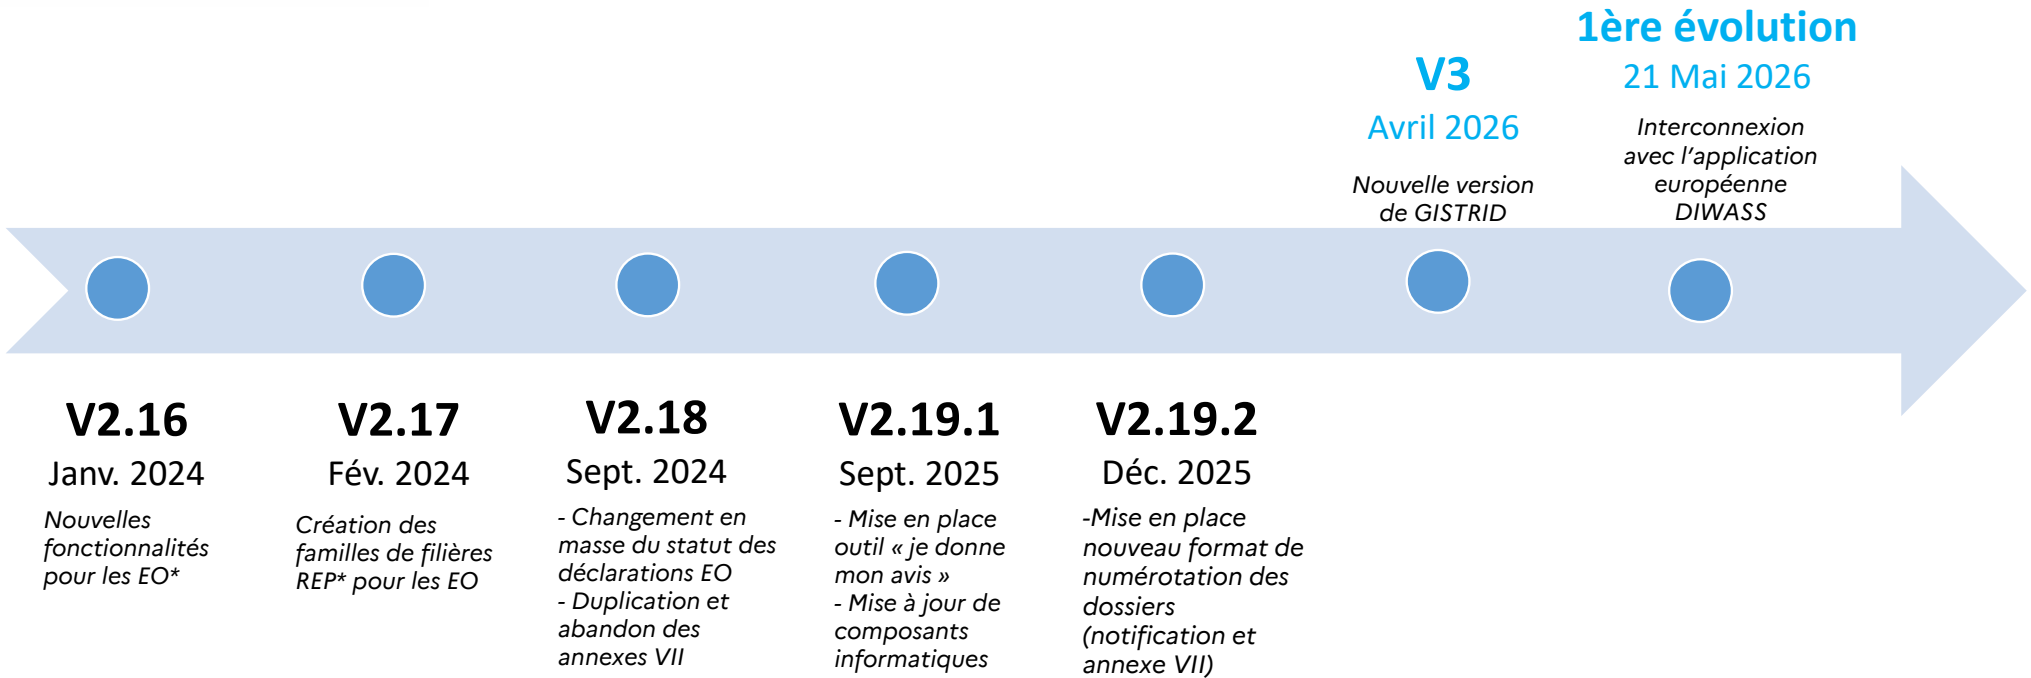 1ère évolution
21 Mai 2026
Interconnexion
avec l’application
européenne
DIWASS
V3
Avril 2026
Nouvelle version
de GISTRID
V2.16
Janv. 2024
Nouvelles
fonctionnalités
pour les EO*
V2.17
Fév. 2024
Création des
familles de filières
REP* pour les EO
V2.18
Sept. 2024
- Changement en
masse du statut des
déclarations EO
- Duplication et
abandon des
annexes VII
V2.19.1
Sept. 2025
- Mise en place
outil « je donne
mon avis »
- Mise à jour de
composants
informatiques
V2.19.2
Déc. 2025
-Mise en place
nouveau format de
numérotation des
dossiers
(notification et
annexe VII)